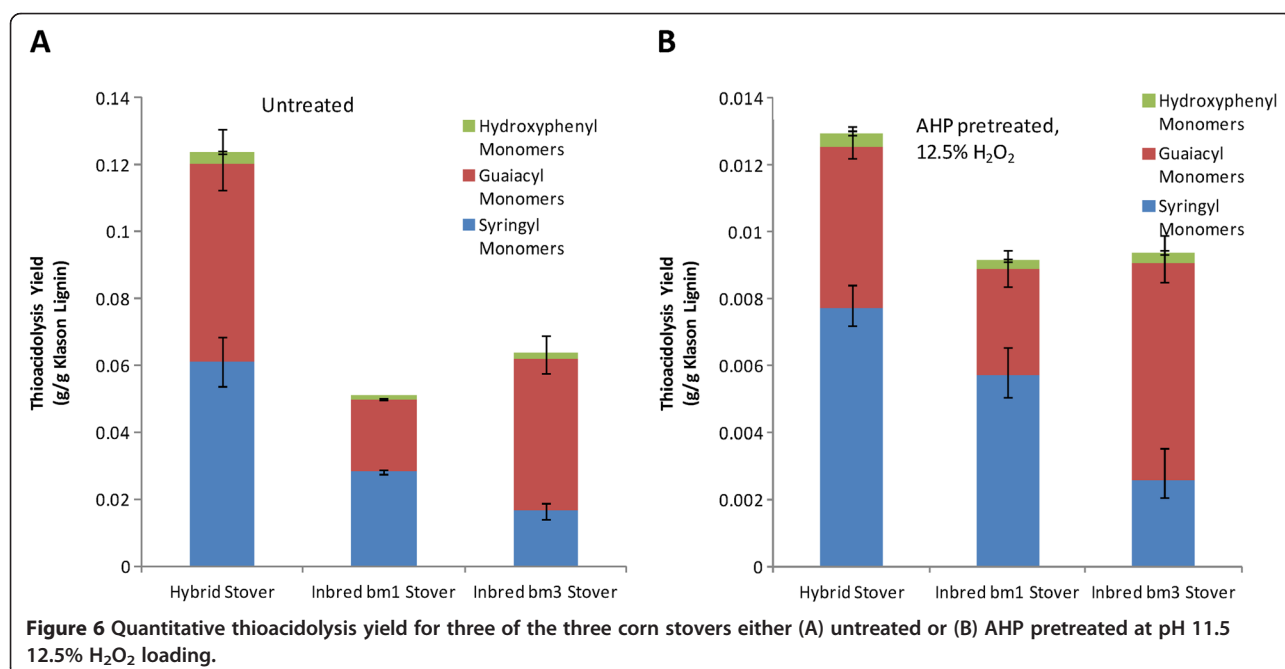 A
Untreated
0.14
0.12
0.1
0.08
0.06
0.04
0.02
0
Thioacidolysis Yield
(g/g Klason Lignin)
Hydroxyphenyl
Monomers
Guaiacyl
Monomers
Syringyl
Monomers
Hybrid Stover
Inbred bm1 Stover
Inbred bm3 Stover
B
AHP pretreated,
12.5% H₂O₂
0.014
0.012
0.01
0.008
0.006
0.004
0.002
0
Thioacidolysis Yield
(g/g Klason Lignin)
Hydroxyphenyl
Monomers
Guaiacyl
Monomers
Syringyl
Monomers
Hybrid Stover
Inbred bm1 Stover
Inbred bm3 Stover
Figure 6 Quantitative thioacidolysis yield for three of the three corn stovers either (A) untreated or (B) AHP pretreated at pH 11.5
12.5% H₂O₂ loading.